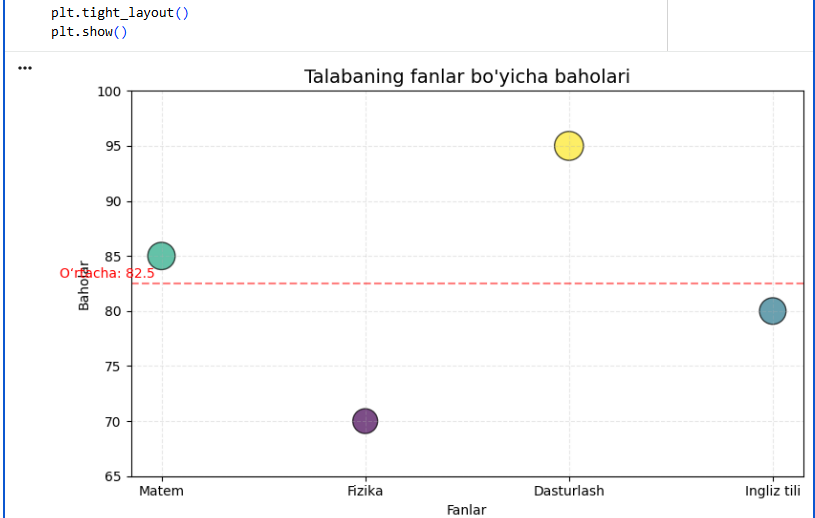 plt.tight_layout()
plt.show()
...
Talabaning fanlar bo'yicha baholari
100
95
90
85
O‘rtacha: 82.5
Baholar
80
75
70
65
Matem Fizika Dasturlash Ingliz tili
Fanlar